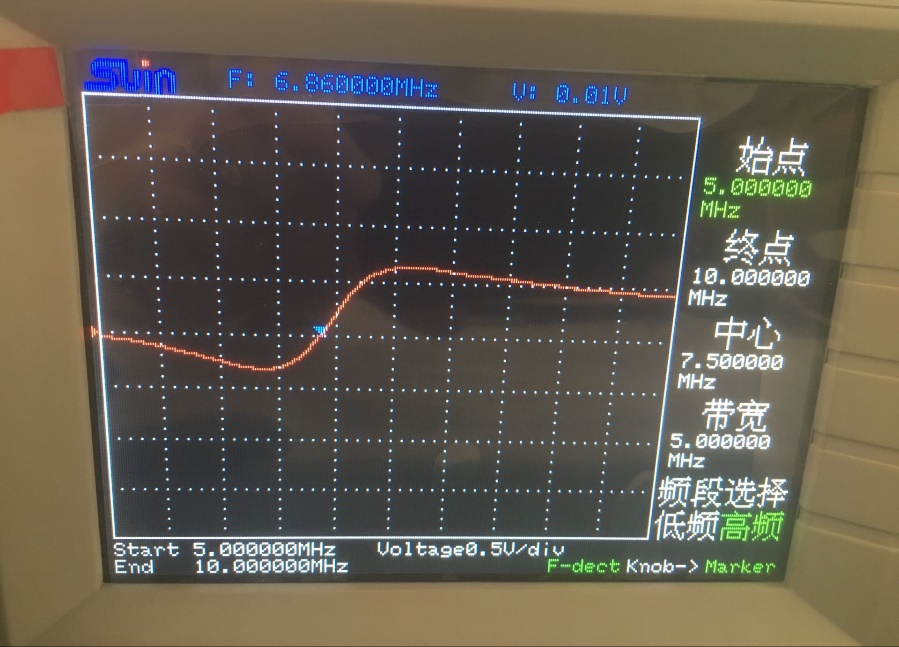 Swin F: 6.860000MHz V: 0.01V
始点
5.000000
MHz
终点
10.000000
MHz
中心
7.500000
MHz
带宽
5.000000
MHz
频段选择
低频高频
Start 5.000000MHz Voltage0.5V/div
End 10.000000MHz F-dect Knob-> Marker